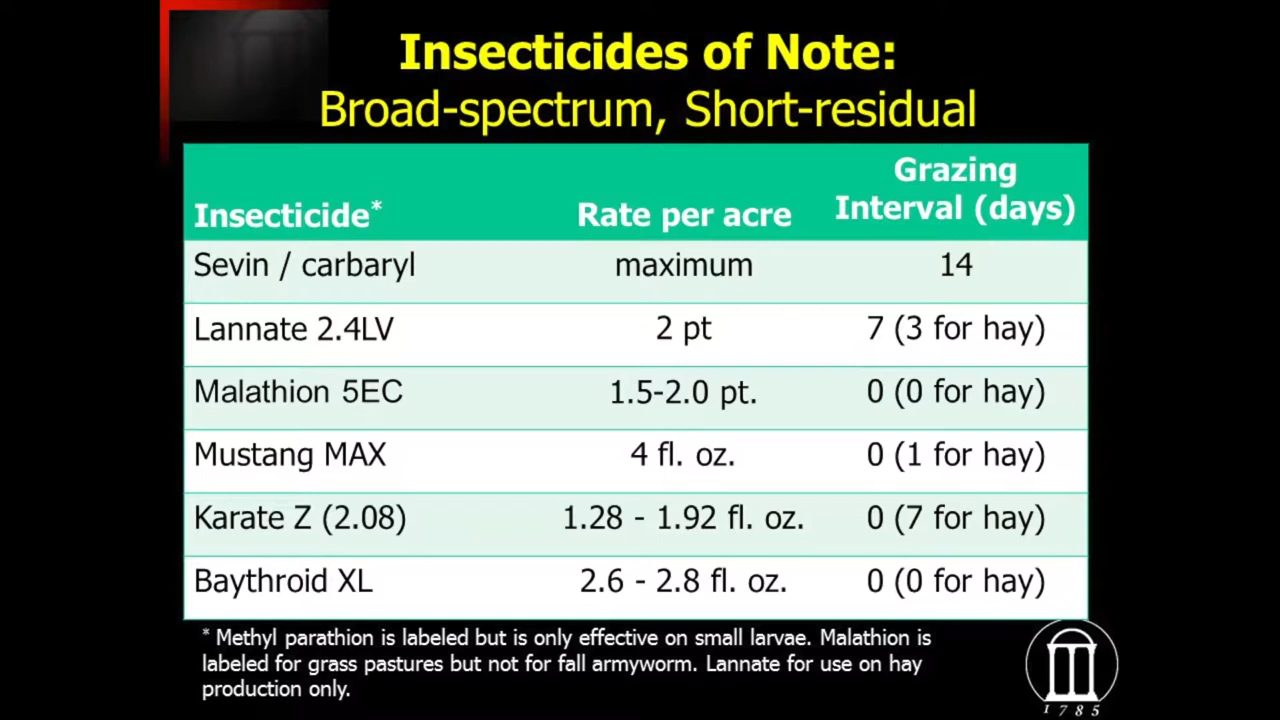 Insecticides of Note:
Broad-spectrum, Short-residual
Insecticide* Rate per acre Grazing Interval (days)
Sevin / carbaryl maximum 14
Lannate 2.4LV 2 pt 7 (3 for hay)
Malathion 5EC 1.5-2.0 pt. 0 (0 for hay)
Mustang MAX 4 fl. oz. 0 (1 for hay)
Karate Z (2.08) 1.28 - 1.92 fl. oz. 0 (7 for hay)
Baythroid XL 2.6 - 2.8 fl. oz. 0 (0 for hay)
* Methyl parathion is labeled but is only effective on small larvae. Malathion is
labeled for grass pastures but not for fall armyworm. Lannate for use on hay
production only.
1785